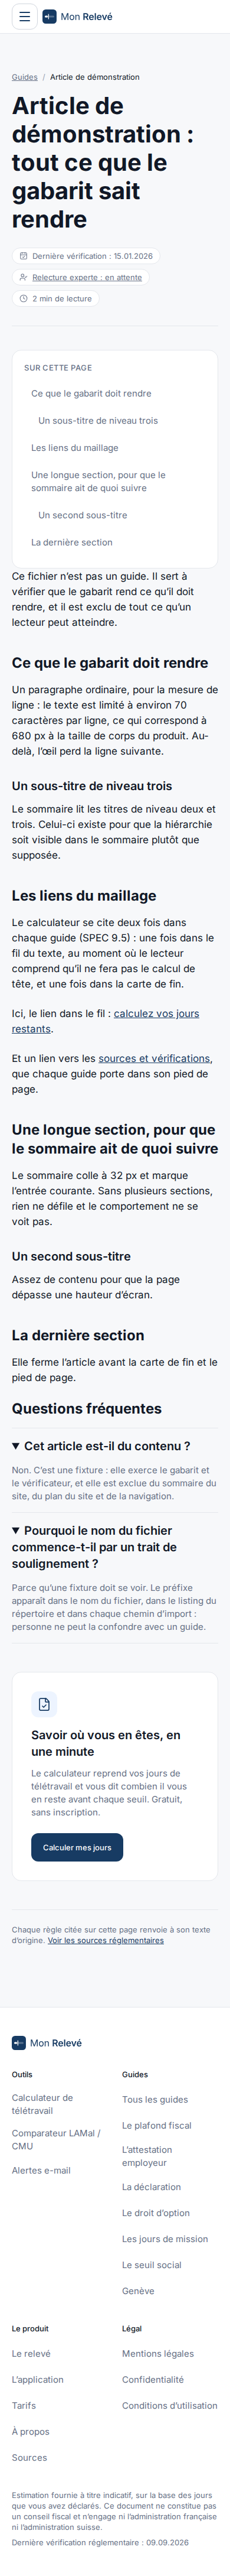 Mon Relevé
Guides / Article de démonstration
Article de
démonstration :
tout ce que le
gabarit sait
rendre
Dernière vérification : 15.01.2026
Relecture experte : en attente
2 min de lecture
SUR CETTE PAGE
Ce que le gabarit doit rendre
Un sous-titre de niveau trois
Les liens du maillage
Une longue section, pour que le
sommaire ait de quoi suivre
Un second sous-titre
La dernière section
Ce fichier n’est pas un guide. Il sert à
vérifier que le gabarit rend ce qu’il doit
rendre, et il est exclu de tout ce qu’un
lecteur peut atteindre.
Ce que le gabarit doit rendre
Un paragraphe ordinaire, pour la mesure de
ligne : le texte est limité à environ 70
caractères par ligne, ce qui correspond à
680 px à la taille de corps du produit. Au-
delà, l’œil perd la ligne suivante.
Un sous-titre de niveau trois
Le sommaire lit les titres de niveau deux et
trois. Celui-ci existe pour que la hiérarchie
soit visible dans le sommaire plutôt que
supposée.
Les liens du maillage
Le calculateur se cite deux fois dans
chaque guide (SPEC 9.5) : une fois dans le
fil du texte, au moment où le lecteur
comprend qu’il ne fera pas le calcul de
tête, et une fois dans la carte de fin.
Ici, le lien dans le fil : calculez vos jours
restants.
Et un lien vers les sources et vérifications,
que chaque guide porte dans son pied de
page.
Une longue section, pour que
le sommaire ait de quoi suivre
Le sommaire colle à 32 px et marque
l’entrée courante. Sans plusieurs sections,
rien ne défile et le comportement ne se
voit pas.
Un second sous-titre
Assez de contenu pour que la page
dépasse une hauteur d’écran.
La dernière section
Elle ferme l’article avant la carte de fin et le
pied de page.
Questions fréquentes
Cet article est-il du contenu ?
Non. C’est une fixture : elle exerce le gabarit et
le vérificateur, et elle est exclue du sommaire du
site, du plan du site et de la navigation.
Pourquoi le nom du fichier
commence-t-il par un trait de
soulignement ?
Parce qu’une fixture doit se voir. Le préfixe
apparaît dans le nom du fichier, dans le listing du
répertoire et dans chaque chemin d’import :
personne ne peut la confondre avec un guide.
Savoir où vous en êtes, en
une minute
Le calculateur reprend vos jours de
télétravail et vous dit combien il vous
en reste avant chaque seuil. Gratuit,
sans inscription.
Calculer mes jours
Chaque règle citée sur cette page renvoie à son texte
d’origine. Voir les sources réglementaires
Mon Relevé
Outils
Calculateur de
télétravail
Comparateur LAMal /
CMU
Alertes e-mail
Guides
Tous les guides
Le plafond fiscal
L’attestation
employeur
La déclaration
Le droit d’option
Les jours de mission
Le seuil social
Genève
Le produit
Le relevé
L’application
Tarifs
À propos
Sources
Légal
Mentions légales
Confidentialité
Conditions d’utilisation
Estimation fournie à titre indicatif, sur la base des jours
que vous avez déclarés. Ce document ne constitue pas
un conseil fiscal et n’engage ni l’administration française
ni l’administration suisse.
Dernière vérification réglementaire : 09.09.2026